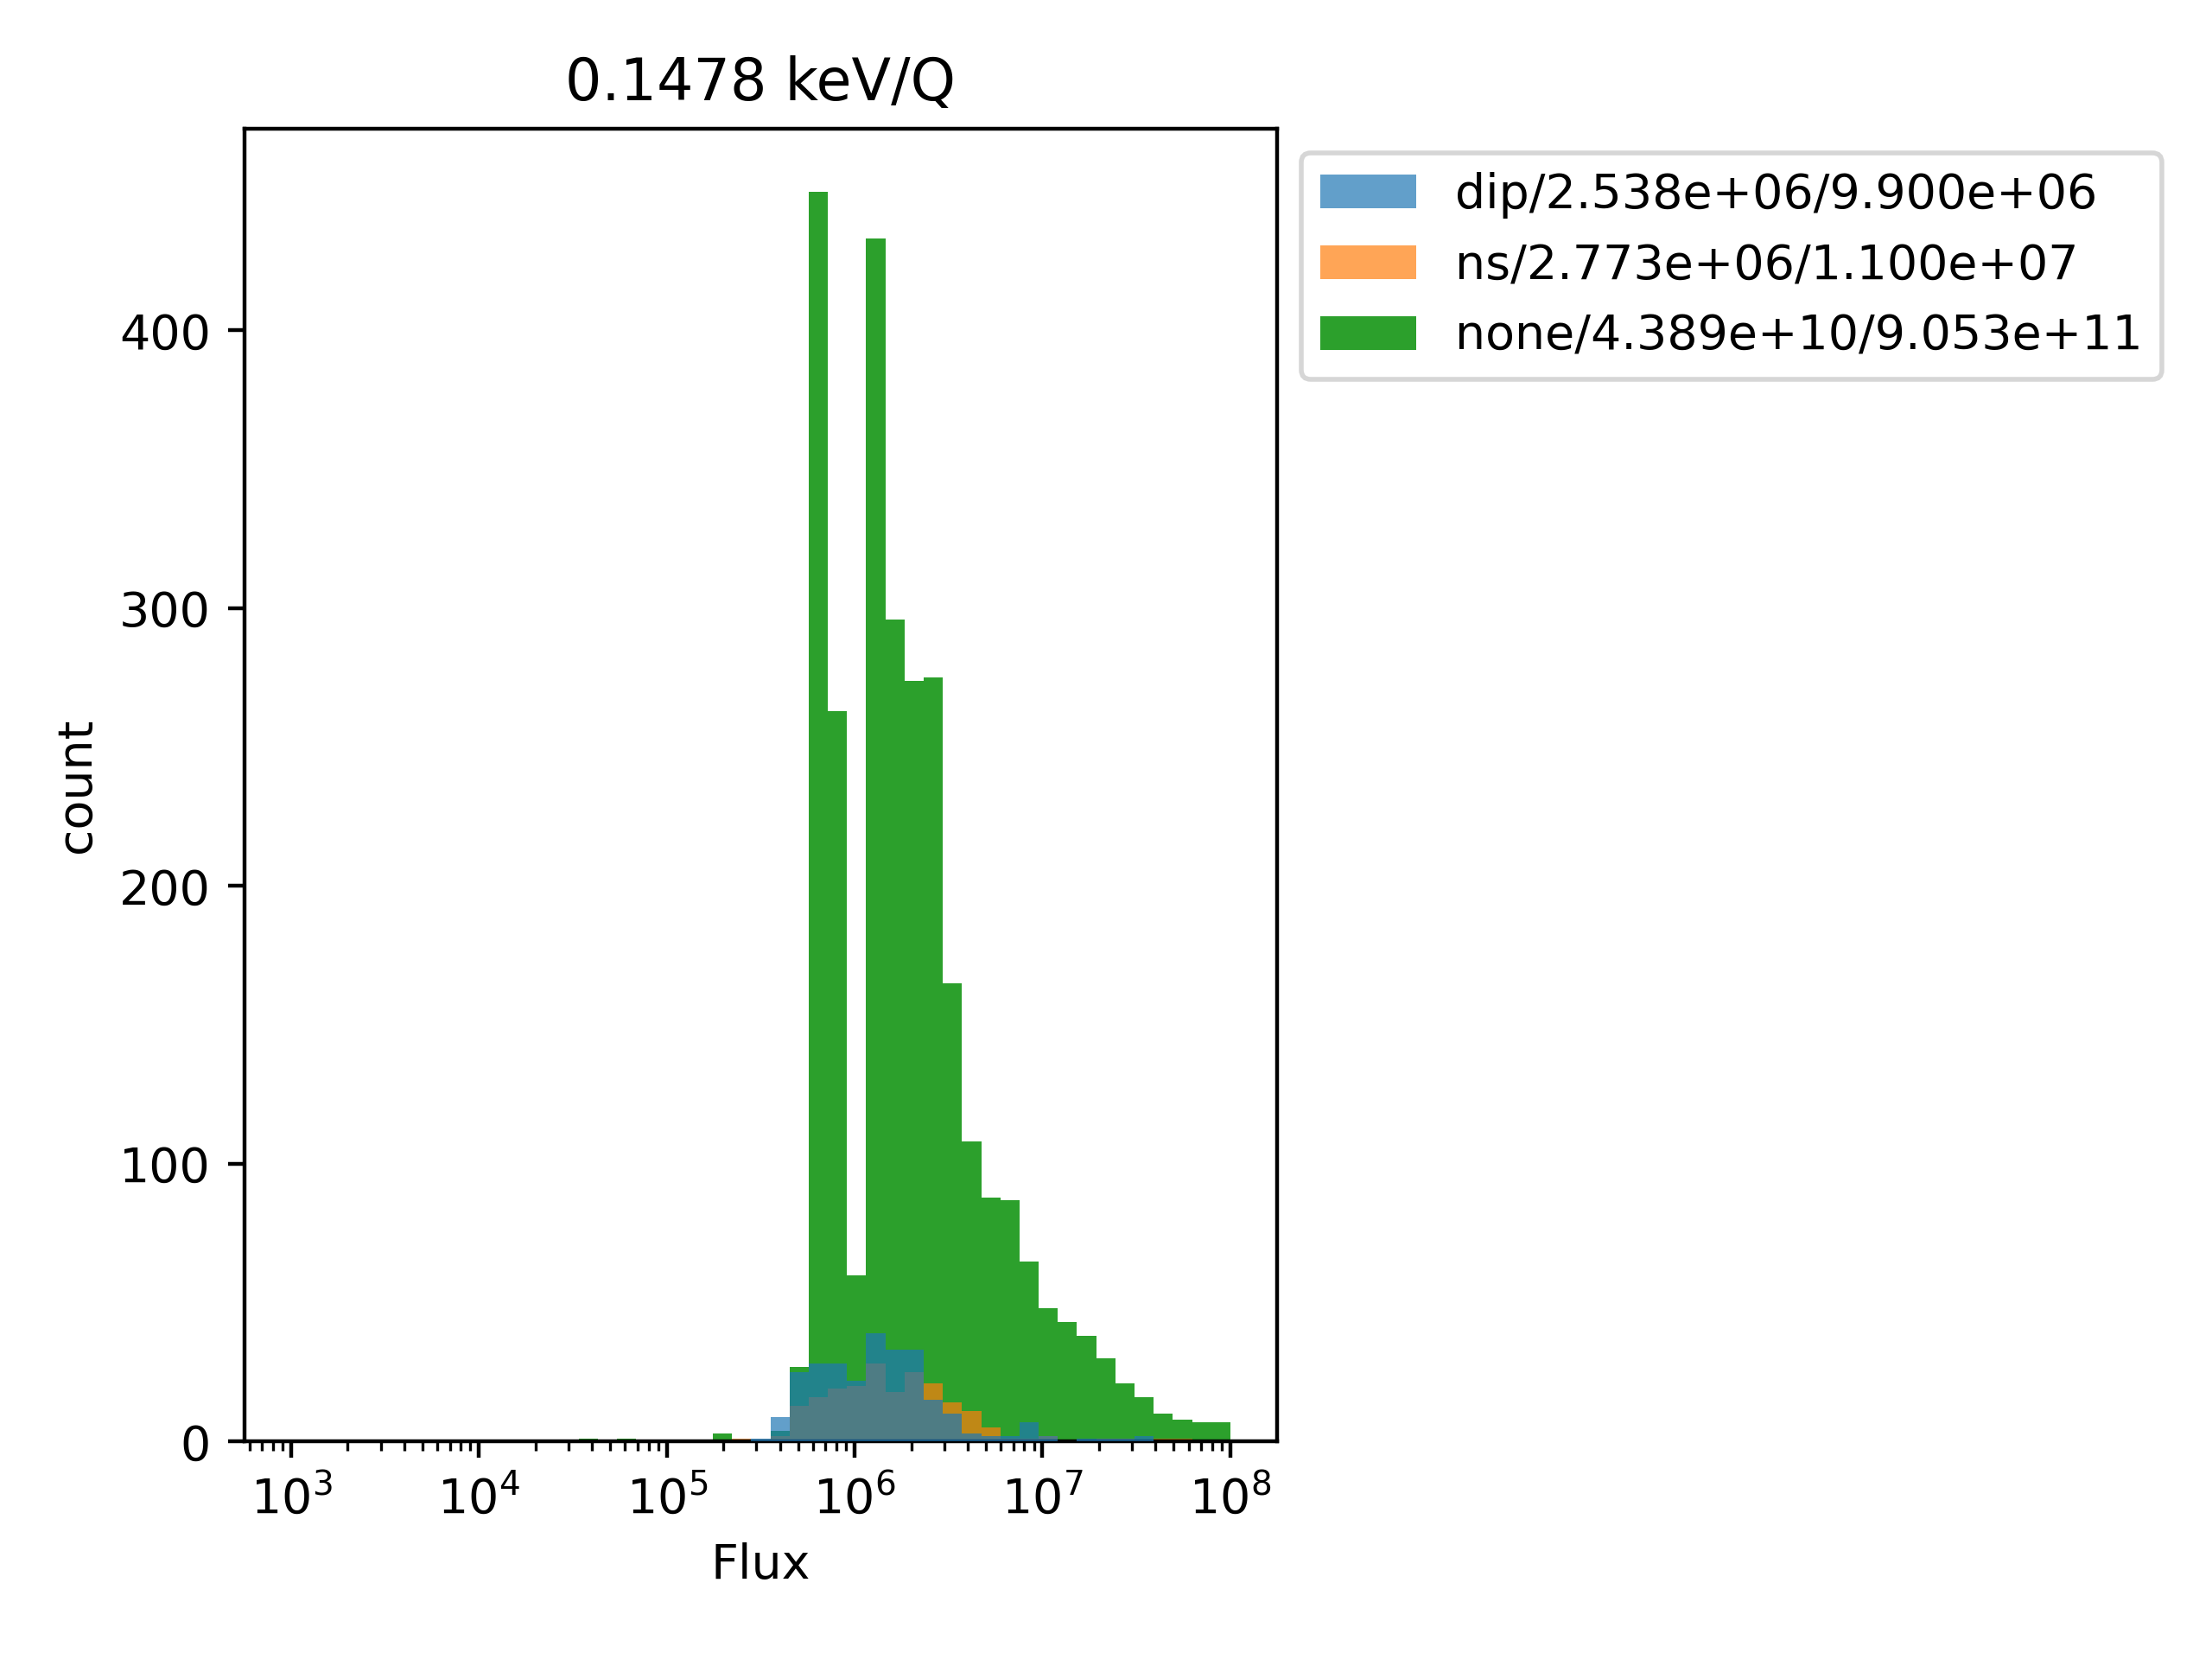 0.1478 keV/Q
dip/2.538e+06/9.900e+06
ns/2.773e+06/1.100e+07
none/4.389e+10/9.053e+11
400
300
200
100
0
count
10³ 10⁴ 10⁵ 10⁶ 10⁷ 10⁸
Flux